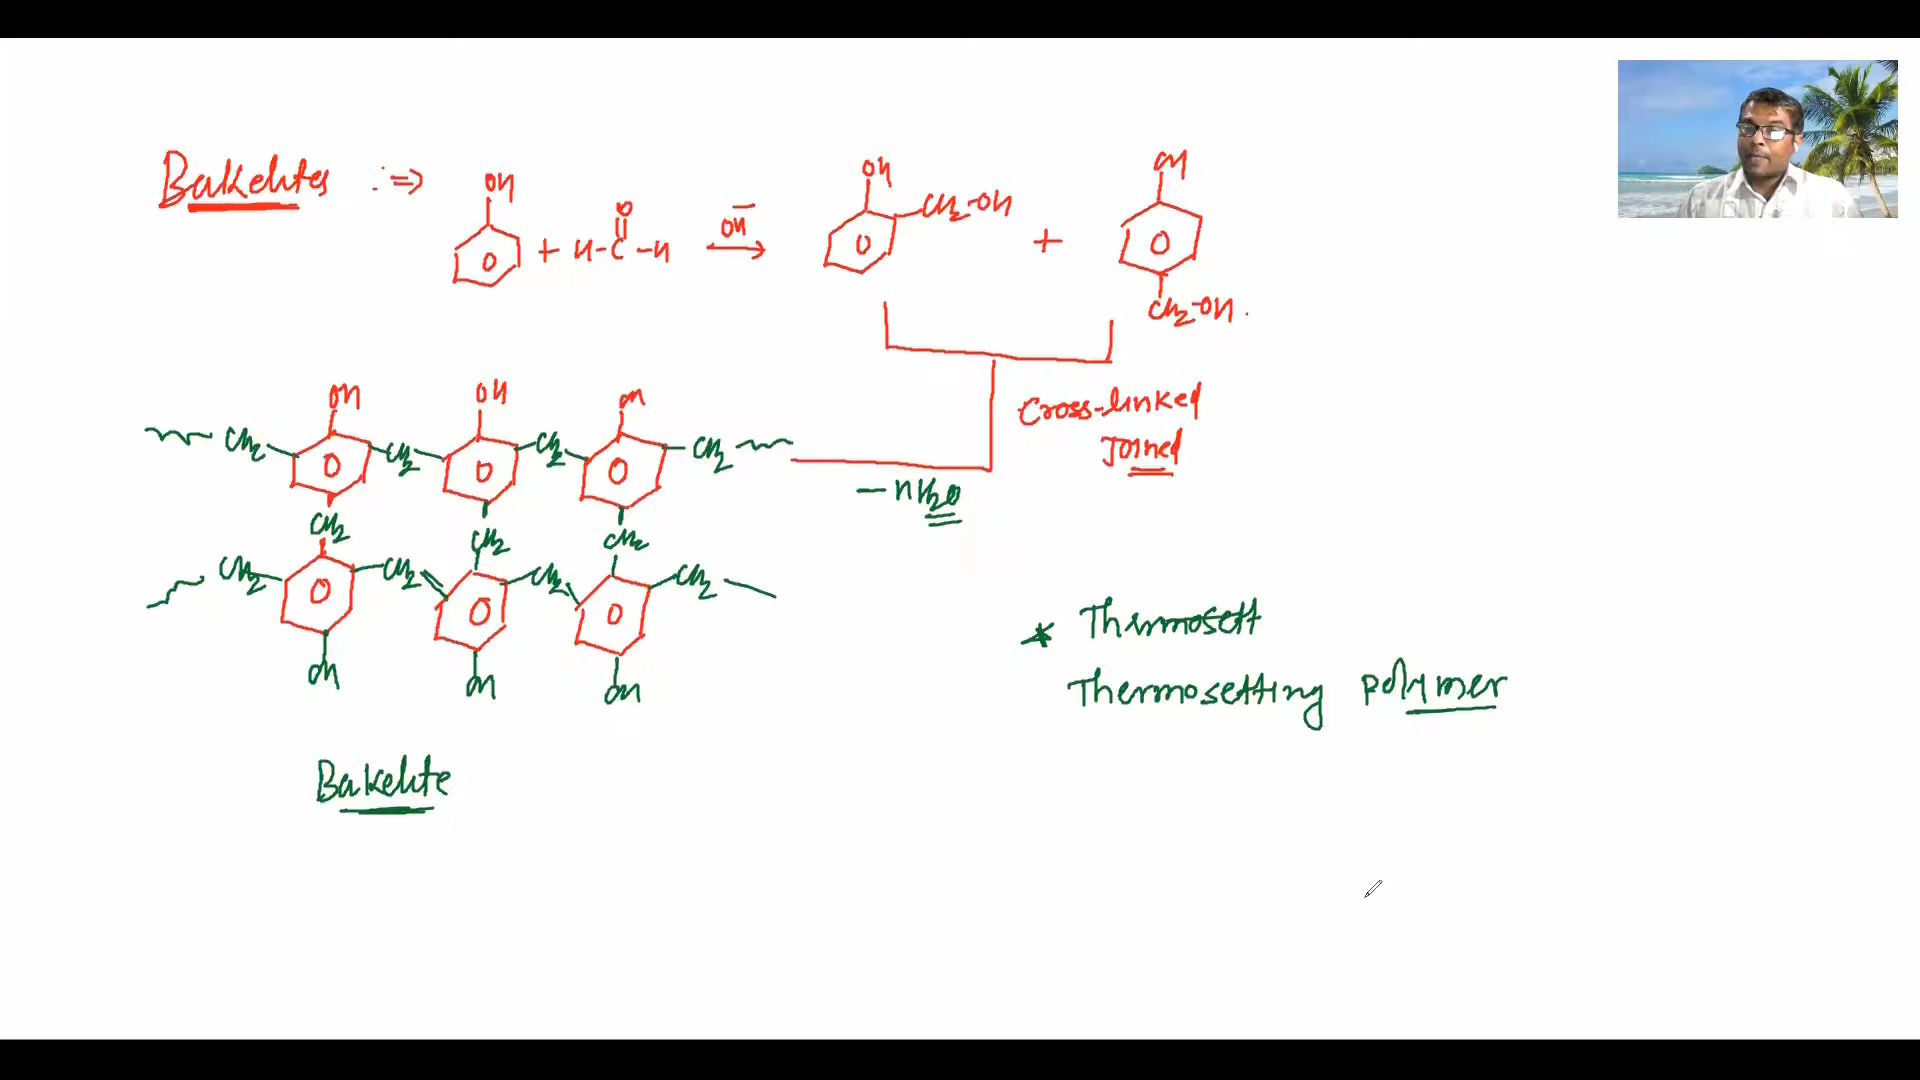 Bakelites :⇒
OH
+ H-C-H
O
OH⁻
→
OH
CH2-OH
+
OH
CH2-OH.
Cross-linked
Joined
-nH2O
OH OH OH
CH2 CH2 CH2 CH2
CH2 CH2 CH2
CH2 CH2 CH2 CH2
OH OH OH
* Thermosett
Thermosetting polymer
Bakelite